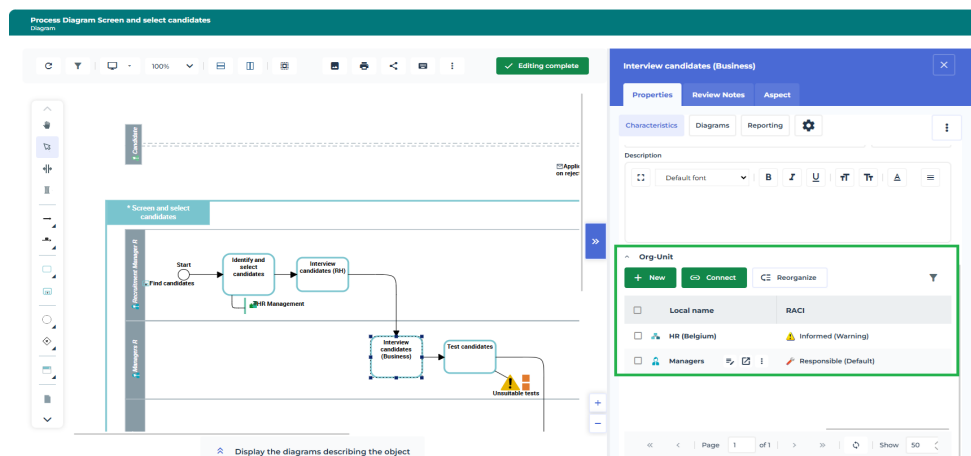 Process Diagram Screen and select candidates
Diagram
100%
Editing complete
Candidate
Applic
on reject
* Screen and select
candidates
Recruitment Manager R
Start
Find candidates
Identify and
select
candidates
Interview
candidates (RH)
HR Management
Managers R
Interview
candidates
(Business)
Test candidates
Unsuitable tests
Display the diagrams describing the object
Interview candidates (Business)
Properties
Review Notes
Aspect
Characteristics
Diagrams
Reporting
Description
Default font
B I U
Org-Unit
+ New
Connect
Reorganize
Local name
RACI
HR (Belgium)
Informed (Warning)
Managers
Responsible (Default)
Page 1 of 1
Show 50